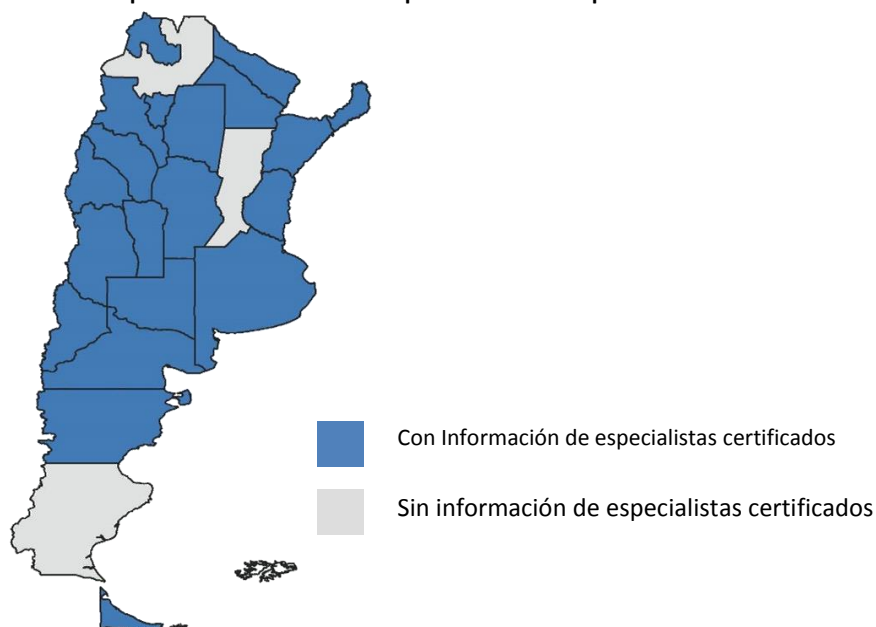 Con Información de especialistas certificados
Sin información de especialistas certificados